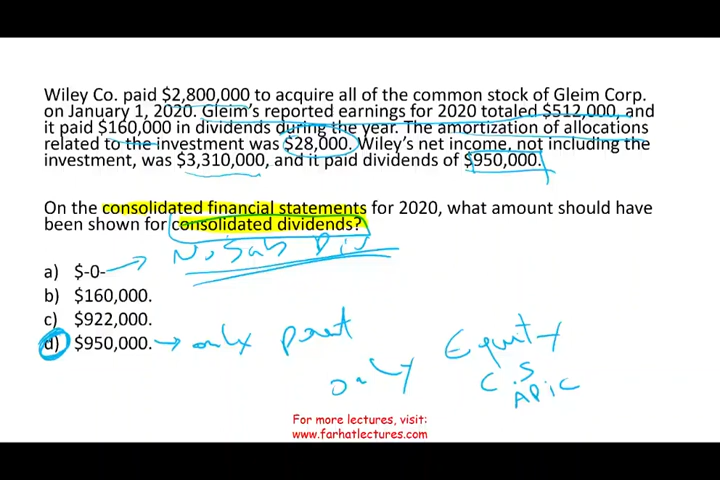 Wiley Co. paid $2,800,000 to acquire all of the common stock of Gleim Corp.
on January 1, 2020. Gleim's reported earnings for 2020 totaled $512,000, and
it paid $160,000 in dividends during the year. The amortization of allocations
related to the investment was $28,000. Wiley's net income, not including the
investment, was $3,310,000, and it paid dividends of $950,000.
On the consolidated financial statements for 2020, what amount should have
been shown for consolidated dividends?
No Sub Div
a) $-0-
b) $160,000.
c) $922,000.
d) $950,000. only parent
only Equity
C.S
APIC
For more lectures, visit:
www.farhatlectures.com